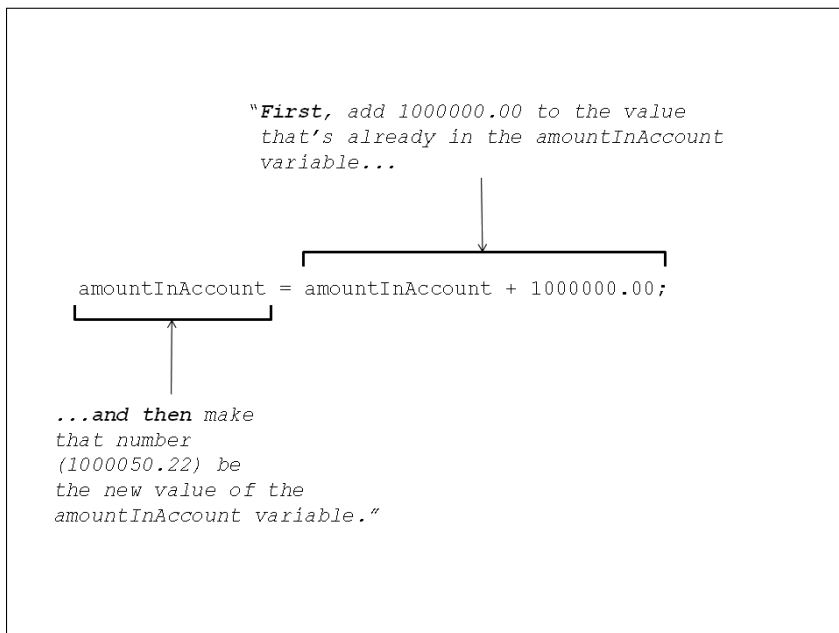 “First, add 1000000.00 to the value
that’s already in the amountInAccount
variable...
amountInAccount = amountInAccount + 1000000.00;
...and then make
that number
(1000050.22) be
the new value of the
amountInAccount variable.”